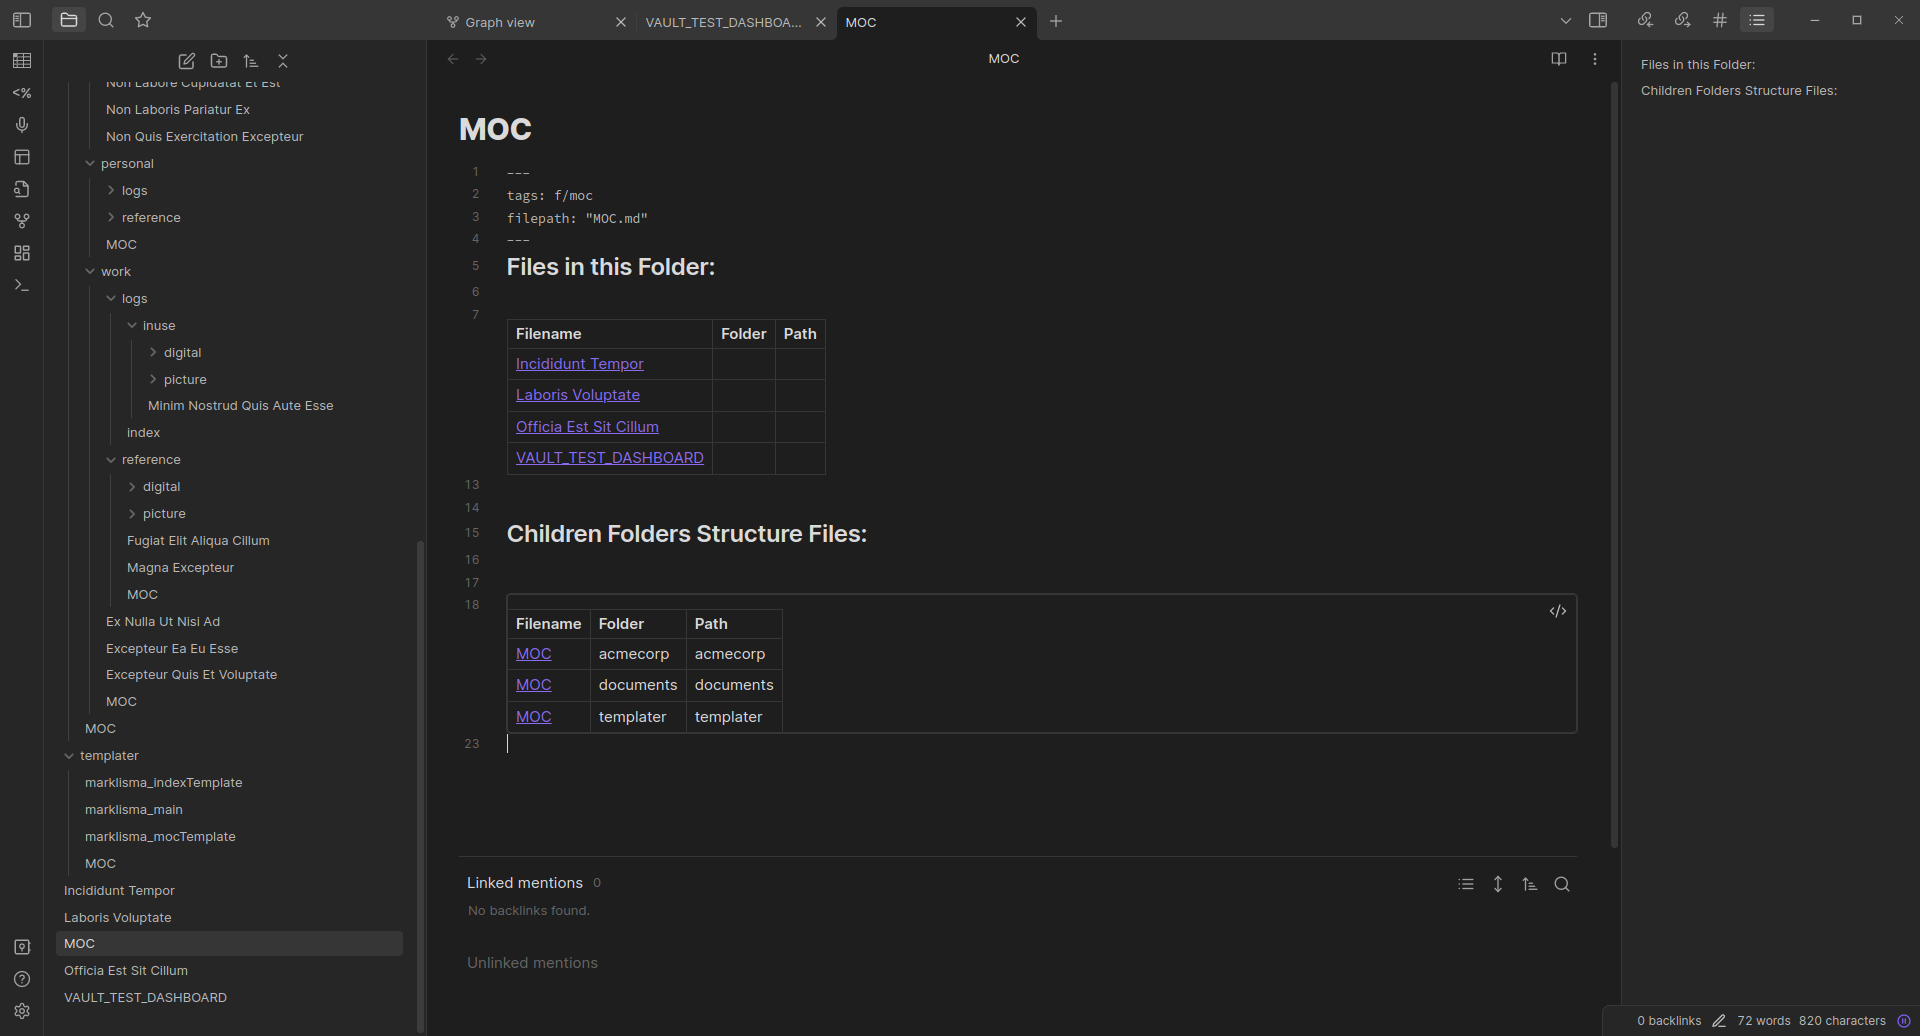 Graph view
VAULT_TEST_DASHBOA...
MOC
Non Labore Cupidatat Et Est
Non Laboris Pariatur Ex
Non Quis Exercitation Excepteur
personal
logs
reference
MOC
work
logs
inuse
digital
picture
Minim Nostrud Quis Aute Esse
index
reference
digital
picture
Fugiat Elit Aliqua Cillum
Magna Excepteur
MOC
Ex Nulla Ut Nisi Ad
Excepteur Ea Eu Esse
Excepteur Quis Et Voluptate
MOC
MOC
templater
marklisma_indexTemplate
marklisma_main
marklisma_mocTemplate
MOC
Incididunt Tempor
Laboris Voluptate
MOC
Officia Est Sit Cillum
VAULT_TEST_DASHBOARD
MOC
MOC
1 ---
2 tags: f/moc
3 filepath: "MOC.md"
4 ---
5 Files in this Folder:
6
7
Filename Folder Path
Incididunt Tempor
Laboris Voluptate
Officia Est Sit Cillum
VAULT_TEST_DASHBOARD
13
14
15 Children Folders Structure Files:
16
17
18
Filename Folder Path
MOC acmecorp acmecorp
MOC documents documents
MOC templater templater
23
Linked mentions 0
No backlinks found.
Unlinked mentions
Files in this Folder:
Children Folders Structure Files:
0 backlinks 72 words 820 characters